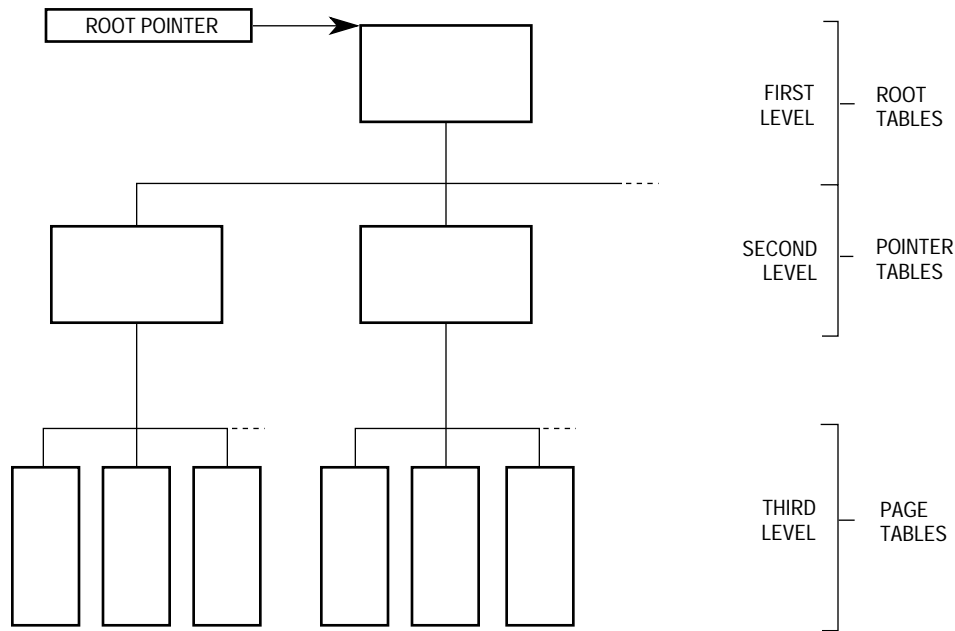 ROOT POINTER
FIRST
LEVEL
ROOT
TABLES
SECOND
LEVEL
POINTER
TABLES
THIRD
LEVEL
PAGE
TABLES